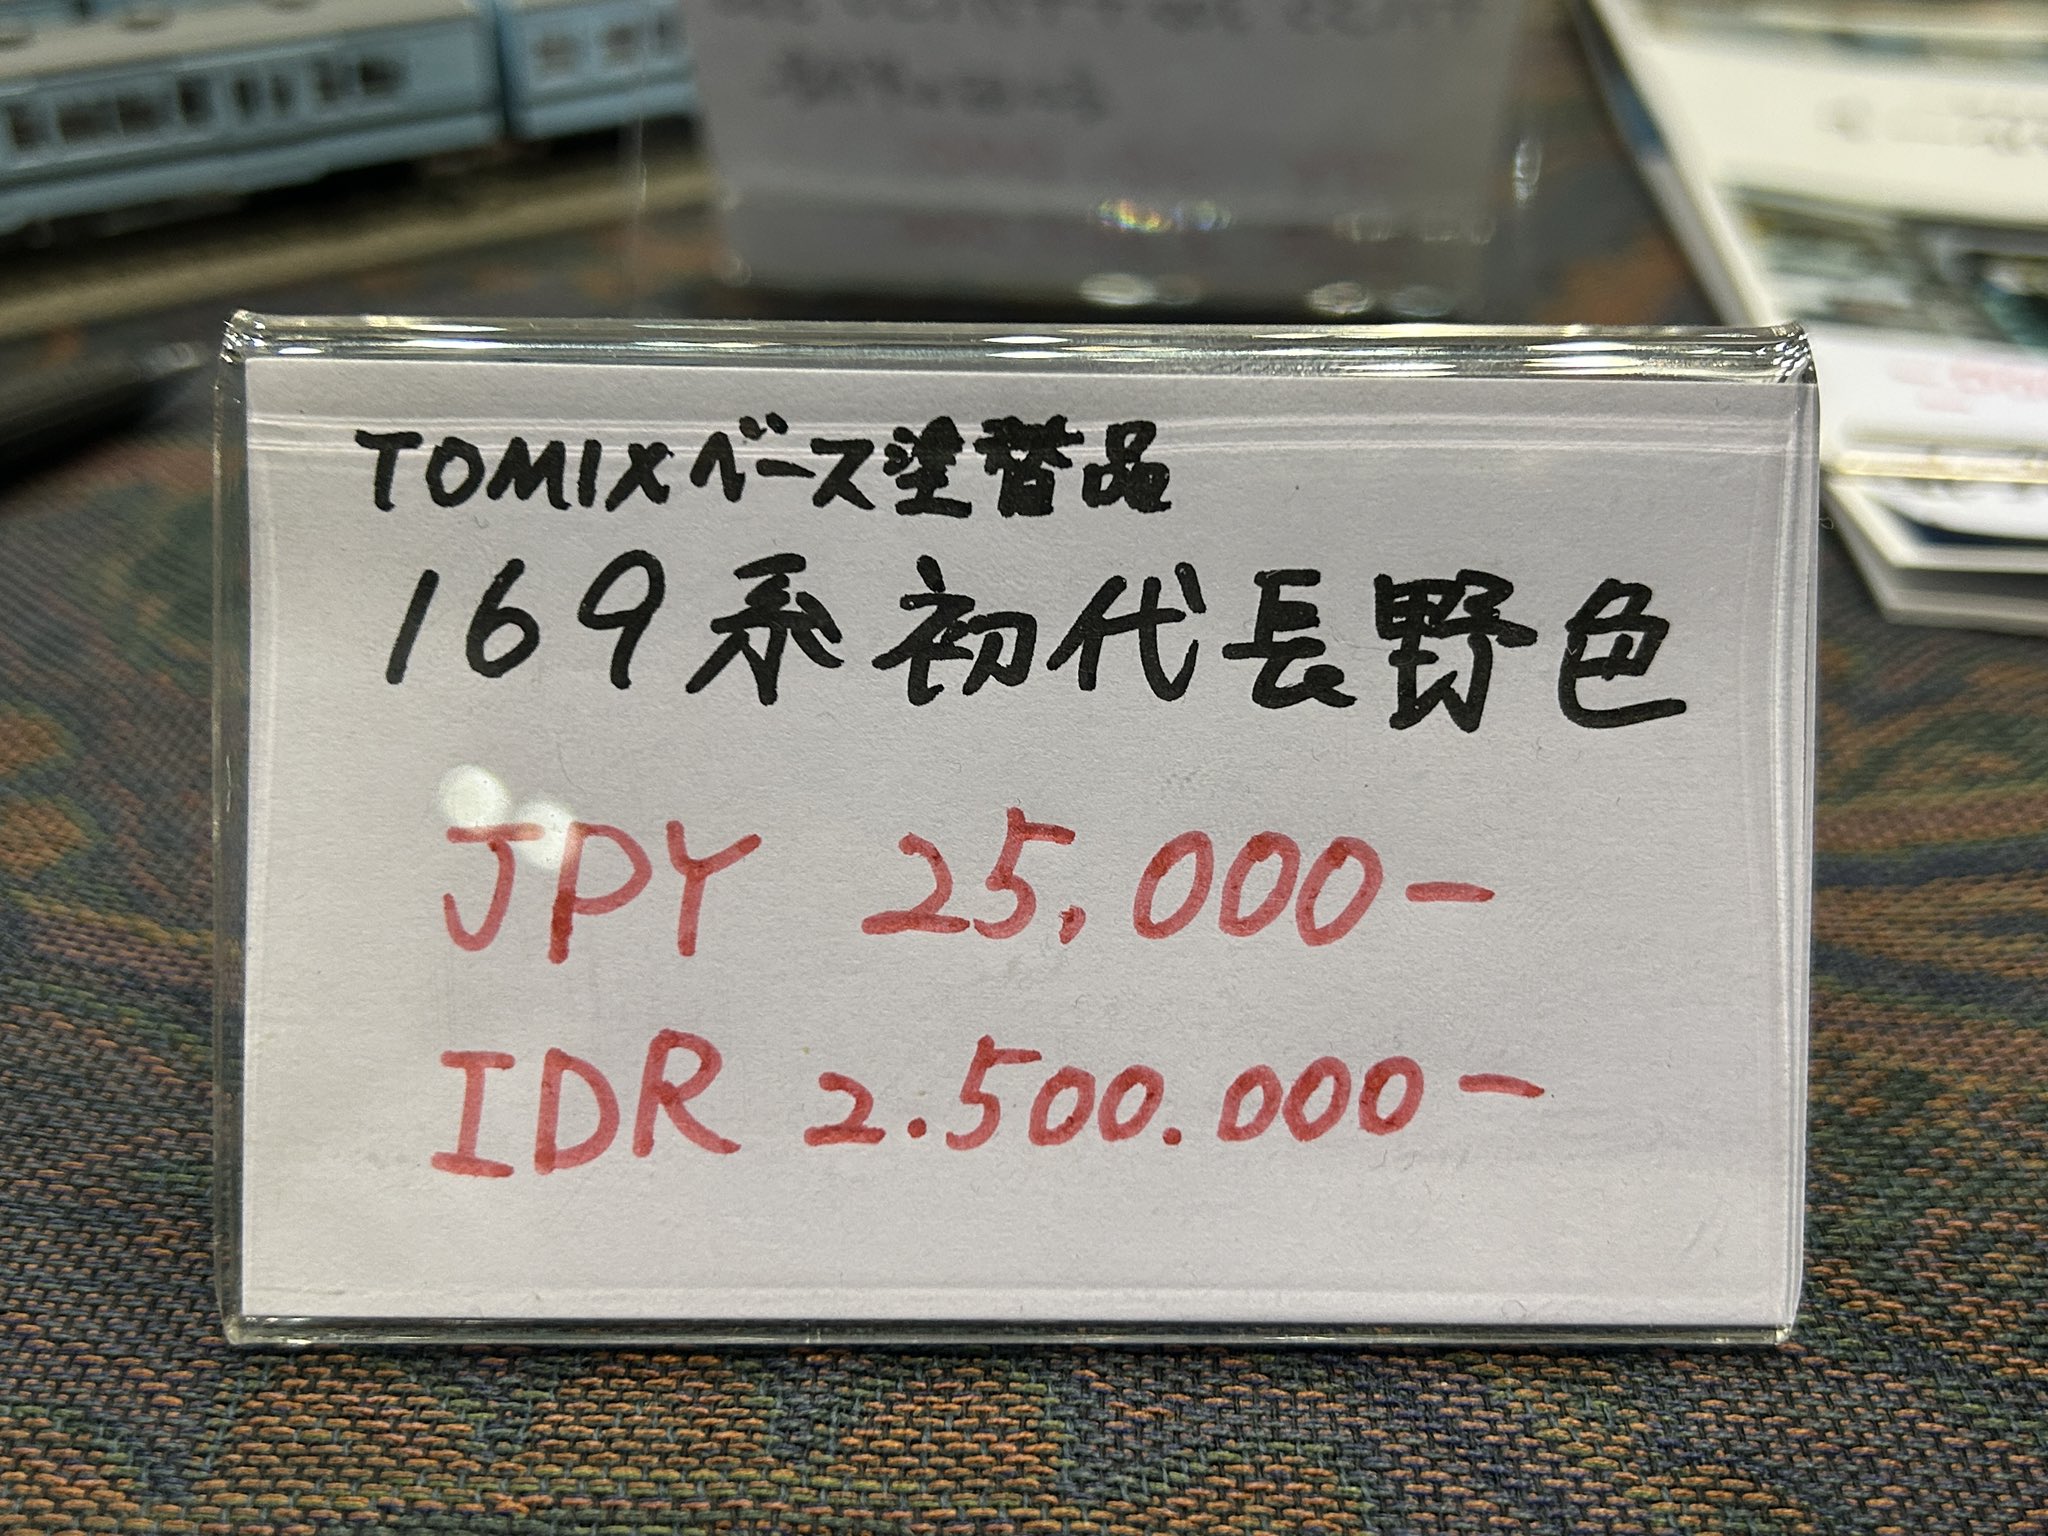 TOMIXベース塗替品
169系初代長野色
JPY 25,000-
IDR 2.500.000-